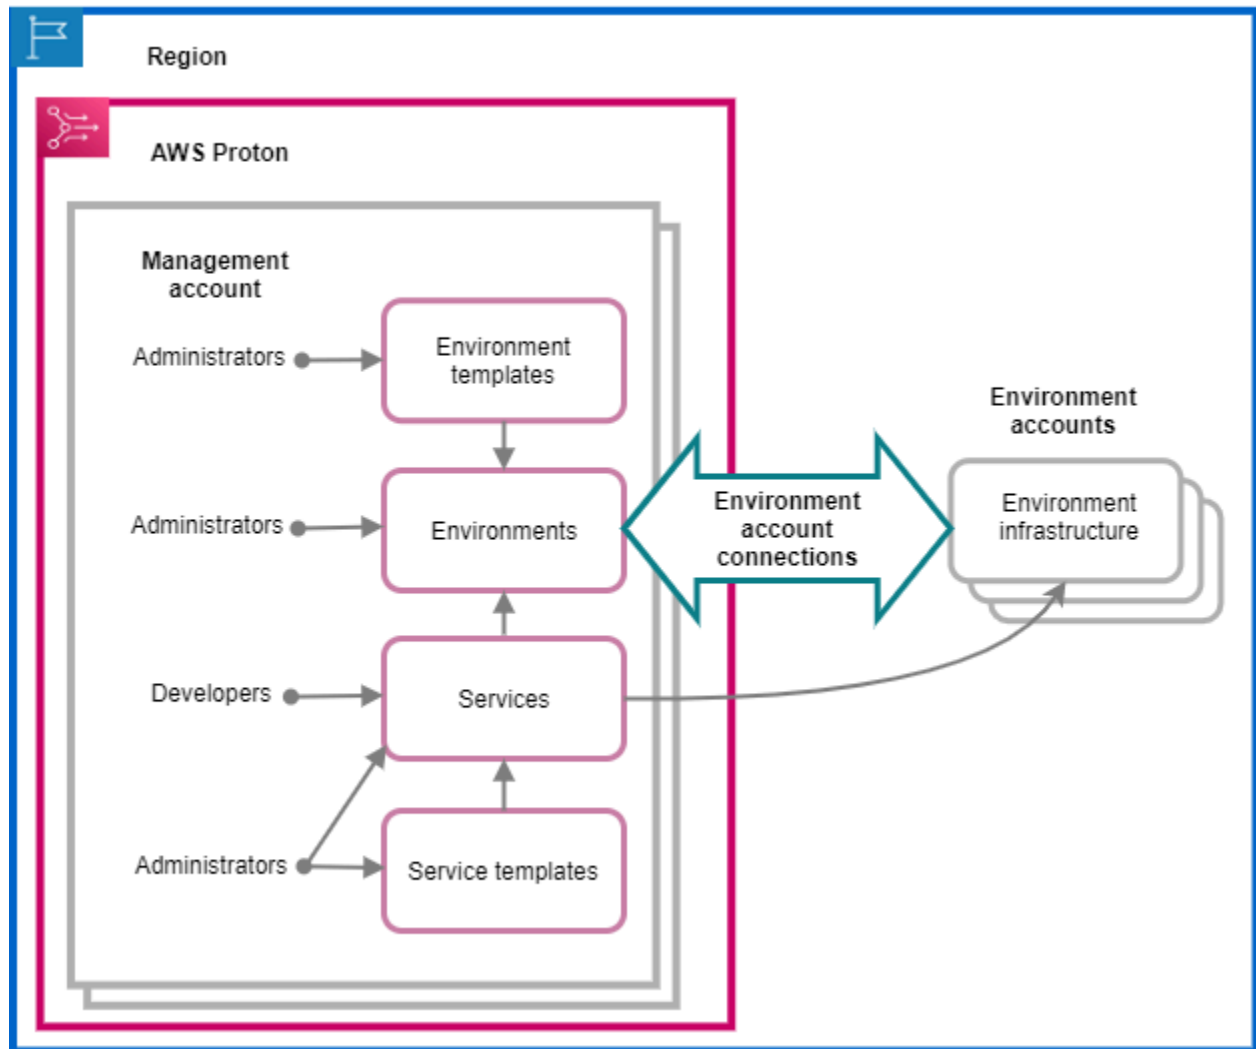 Region
AWS Proton
Management
account
Administrators
Environment
templates
Environment
accounts
Administrators
Environments
Environment
account
connections
Environment
infrastructure
Developers
Services
Administrators
Service templates